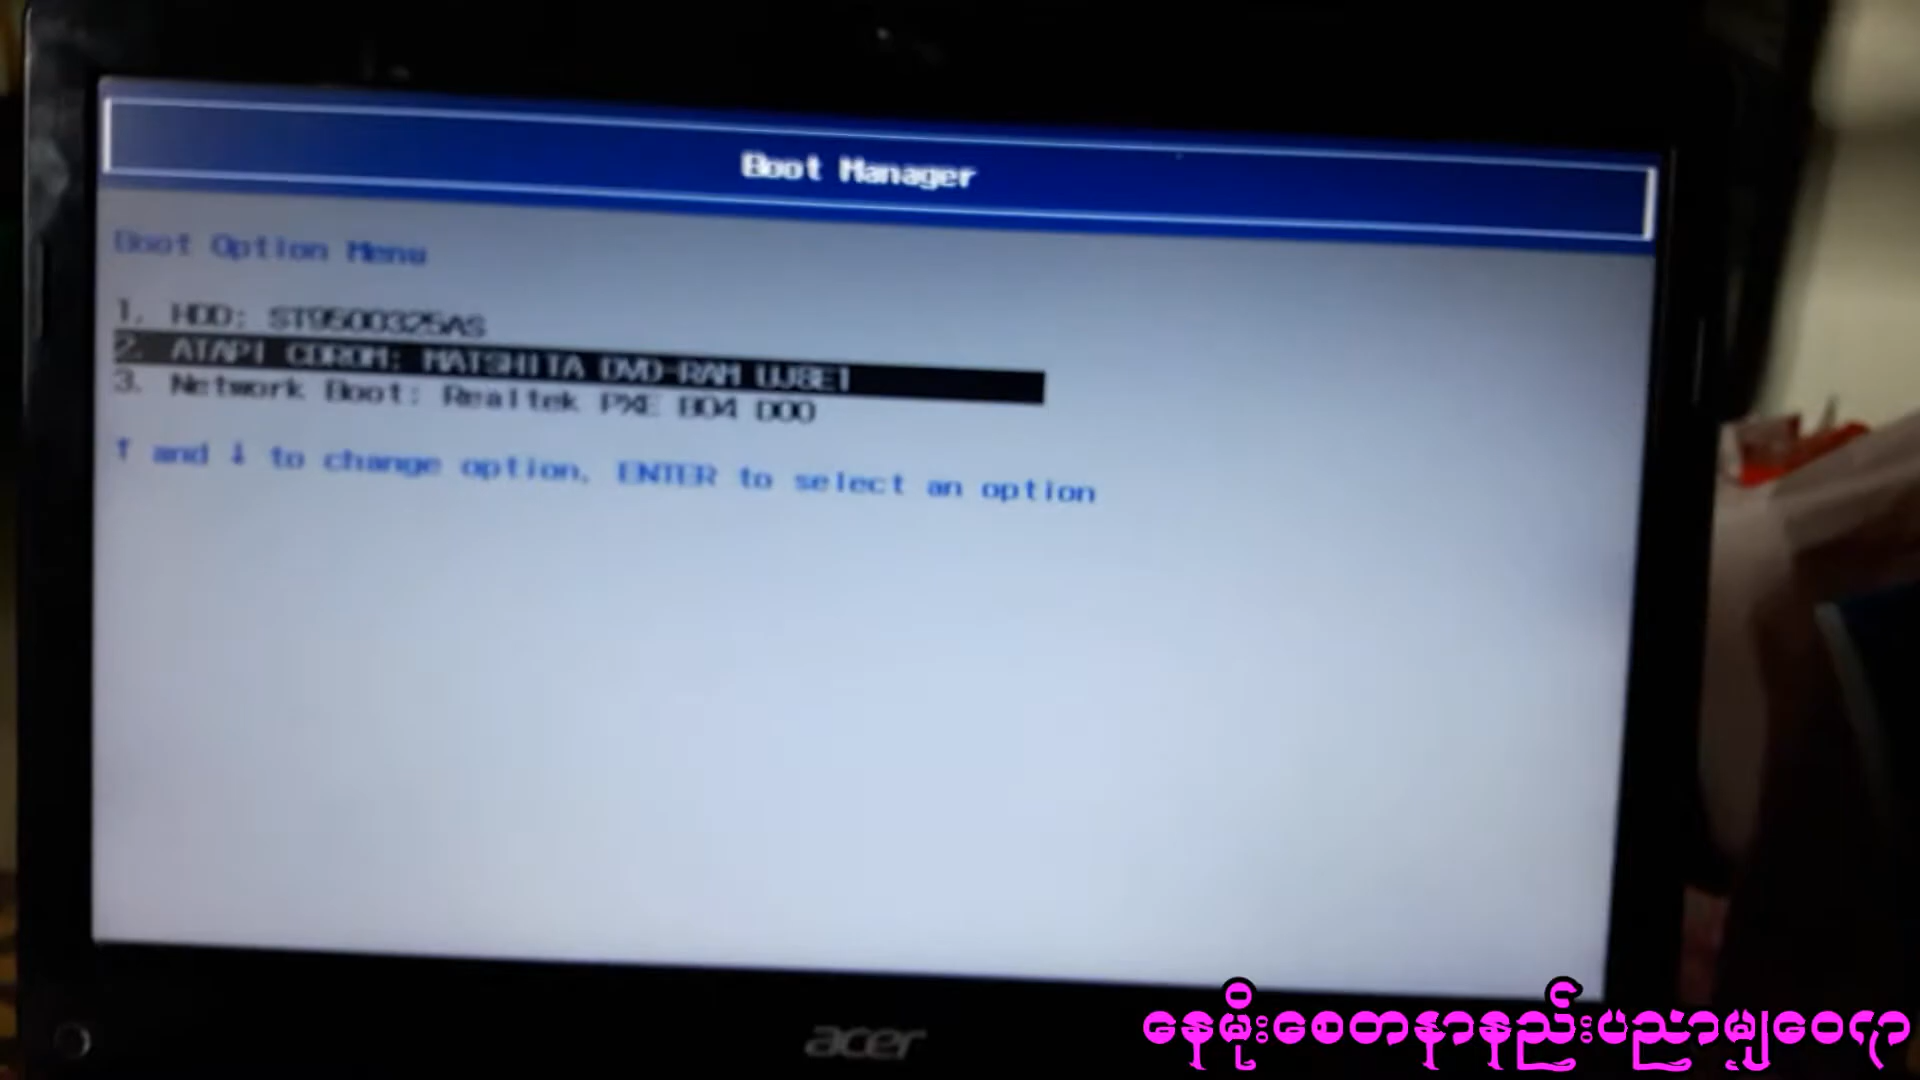 Boot Manager
Boot Option Menu
1. HDD: ST9500325AS
2. ATAPI CDROM: MATSHITA DVD-RAM UJ8E1
3. Network Boot: Realtek PXE B04 D00
↑ and ↓ to change option, ENTER to select an option
acer
နေမိုးစေတနာနည်းပညာမျှဝေရာ